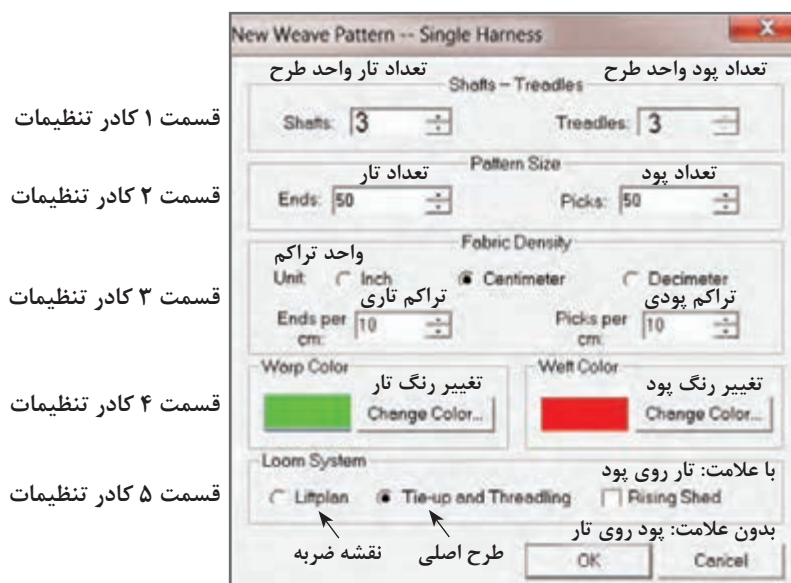 New Weave Pattern -- Single Harness
تعداد تار واحد طرح
تعداد پود واحد طرح
Shafts – Treadles
قسمت ۱ کادر تنظیمات
Shafts: 3
Treadles: 3
Pattern Size
تعداد تار
تعداد پود
قسمت ۲ کادر تنظیمات
Ends: 50
Picks: 50
Fabric Density
واحد تراکم
Unit: Inch Centimeter Decimeter
قسمت ۳ کادر تنظیمات
تراکم تاری
تراکم پودی
Ends per cm: 10
Picks per cm: 10
Warp Color
Weft Color
تغییر رنگ تار
تغییر رنگ پود
قسمت ۴ کادر تنظیمات
Change Color...
Change Color...
Loom System
با علامت: تار روی پود
قسمت ۵ کادر تنظیمات
Liftplan Tie-up and Threadling Rising Shed
بدون علامت: پود روی تار
نقشه ضربه
طرح اصلی
OK
Cancel